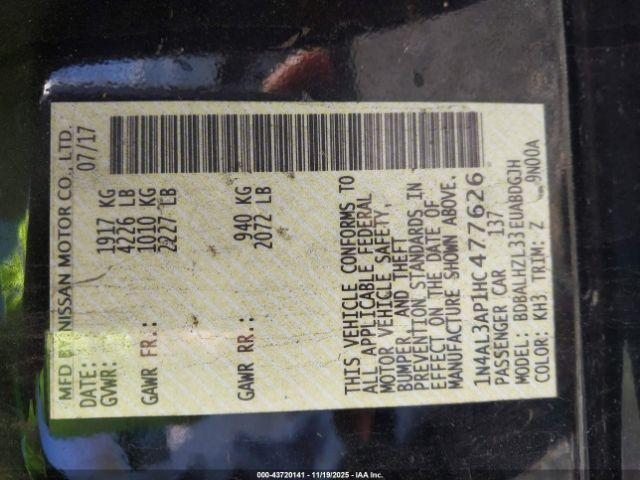 MFD BY NISSAN MOTOR CO., LTD.
DATE: 07/17
GVWR: 1917 KG
4226 LB
GAWR FR.: 1010 KG
2227 LB
GAWR RR.: 940 KG
2072 LB
THIS VEHICLE CONFORMS TO
ALL APPLICABLE FEDERAL
MOTOR VEHICLE SAFETY,
BUMPER AND THEFT
PREVENTION STANDARDS IN
EFFECT ON THE DATE OF
MANUFACTURE SHOWN ABOVE.
1N4AL3AP1HC477626
PASSENGER CAR 137
MODEL: BDBALHZL33EUABDGJH
COLOR: KH3 TRIM: Z 9N00A
000-43720141 - 11/19/2025 - IAA Inc.